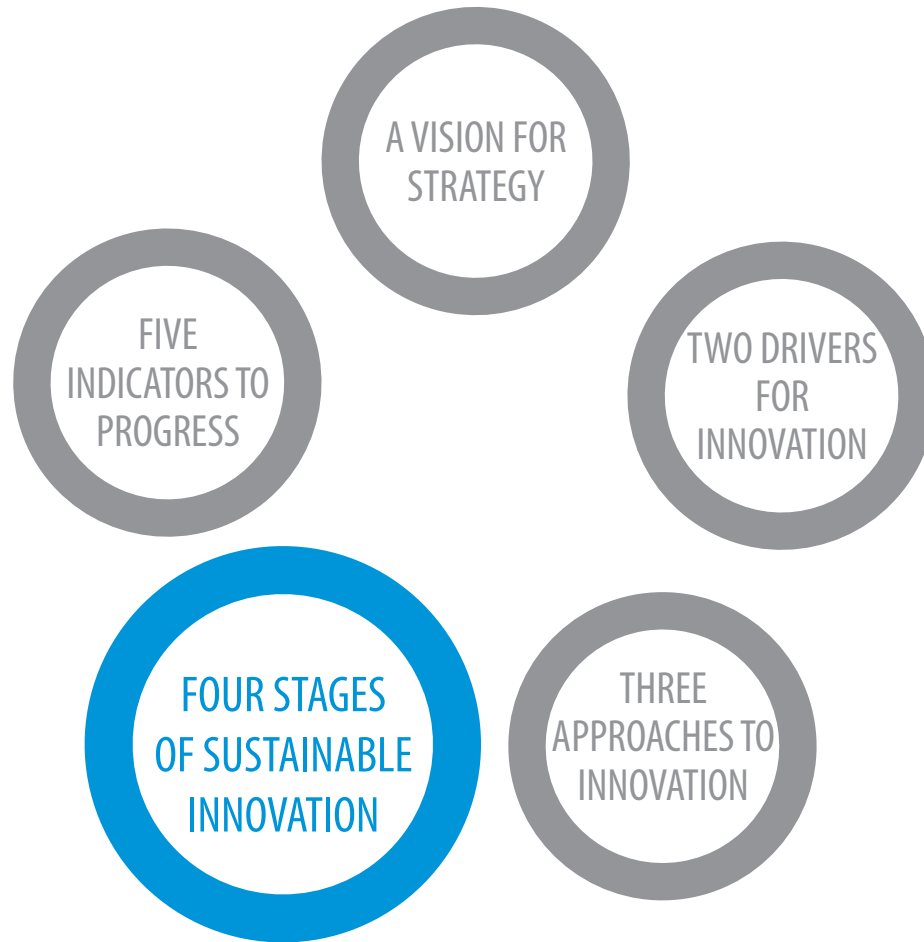 A VISION FOR
STRATEGY
TWO DRIVERS
FOR
INNOVATION
THREE
APPROACHES TO
INNOVATION
FOUR STAGES
OF SUSTAINABLE
INNOVATION
FIVE
INDICATORS TO
PROGRESS